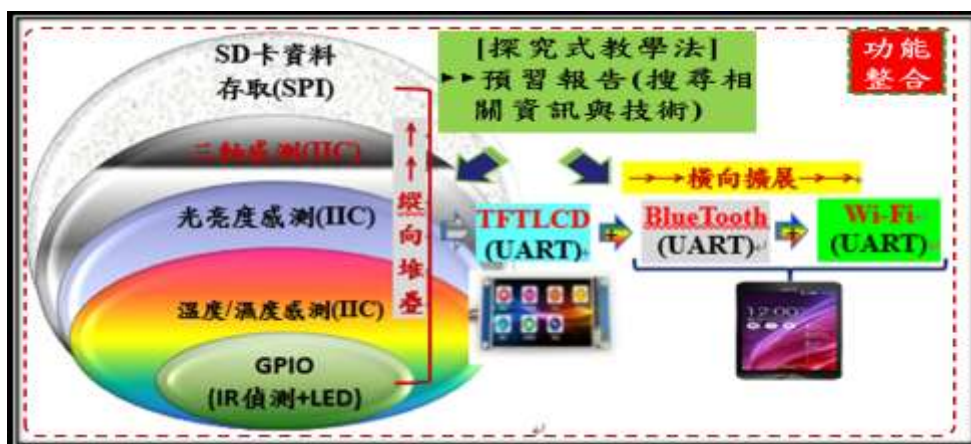 SD卡資料
存取(SPI)
三軸感測(IIC)
光亮度感測(IIC)
溫度/濕度感測(IIC)
GPIO
(IR偵測+LED)
↑↑縱向堆疊
[探究式教學法]
►►預習報告(搜尋相
關資訊與技術)
功能
整合
→→橫向擴展→→
TFTLCD
(UART)
BlueTooth
(UART)
Wi-Fi
(UART)
12:00